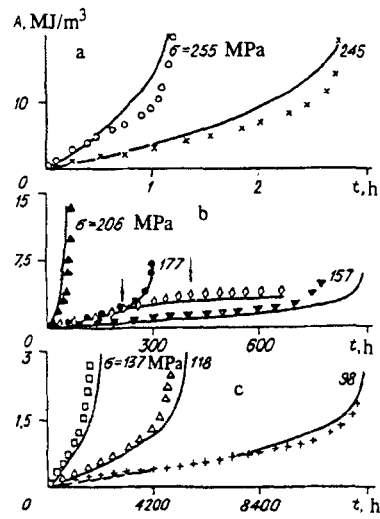 A, MJ/m³
a
σ=255 MPa
245
10
0
1
2
t, h
15
b
σ=206 MPa
7,5
177
157
0
300
600
t, h
3
c
σ=137 MPa
118
98
1,5
0
4200
8400
t, h